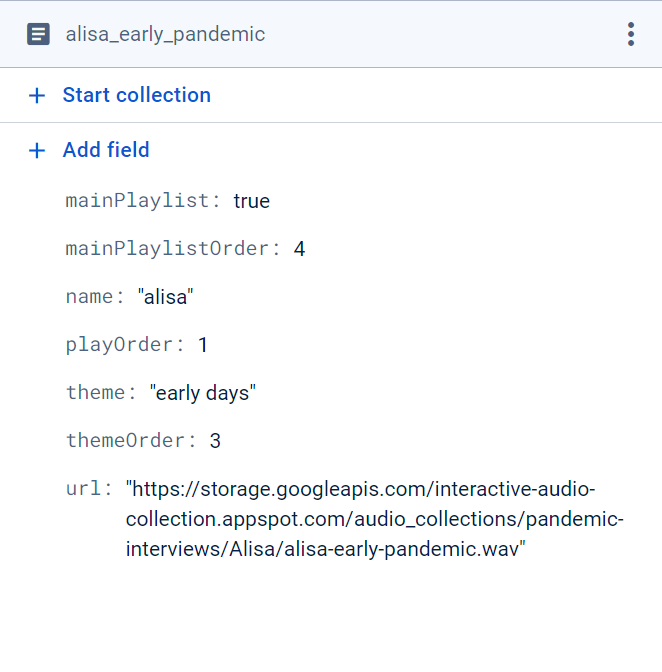 alisa_early_pandemic
+ Start collection
+ Add field
mainPlaylist: true
mainPlaylistOrder: 4
name: "alisa"
playOrder: 1
theme: "early days"
themeOrder: 3
url: "https://storage.googleapis.com/interactive-audio-
collection.appspot.com/audio_collections/pandemic-
interviews/Alisa/alisa-early-pandemic.wav"